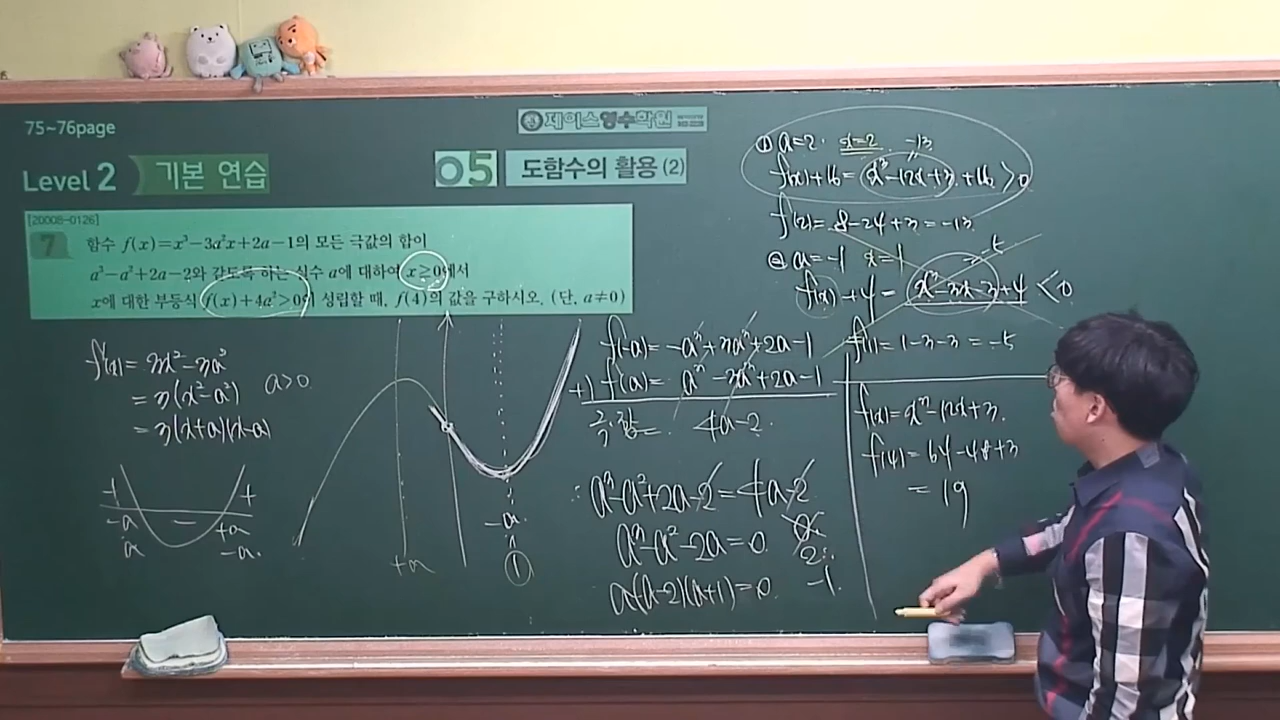 75~76page
제이스영수학원
Level 2 기본 연습
05 도함수의 활용 (2)
[20008-0126]
7 함수 f(x)=x³-3a²x+2a-1의 모든 극값의 합이
a³-a²+2a-2와 같도록 하는 실수 a에 대하여 x≥0에서
x에 대한 부등식 f(x)+4a²>0이 성립할 때, f(4)의 값을 구하시오. (단, a≠0)
f'(x)= 3x²-3a²
= 3(x²-a²)
= 3(x+a)(x-a)
a>0
+ - +
-a +a
a -a
+a
-a
①
f(-a)= -a³+3a³+2a-1
+) f(a)= a³-3a³+2a-1
극.합= 4a-2
∴ a³-a²+2a-2=4a-2
a³-a²-2a=0
a(a-2)(a+1)=0
2
-1
① a=2. x=2. -13
f(x)+16= x³-12x+3+16>0
f(2)= 8-24+3=-13
② a=-1 x=1 -5
f(x)+4= x³-3x-3+4<0
f(1)= 1-3-3=-5
f(x)= x³-12x+3
f(4)= 64-48+3
= 19